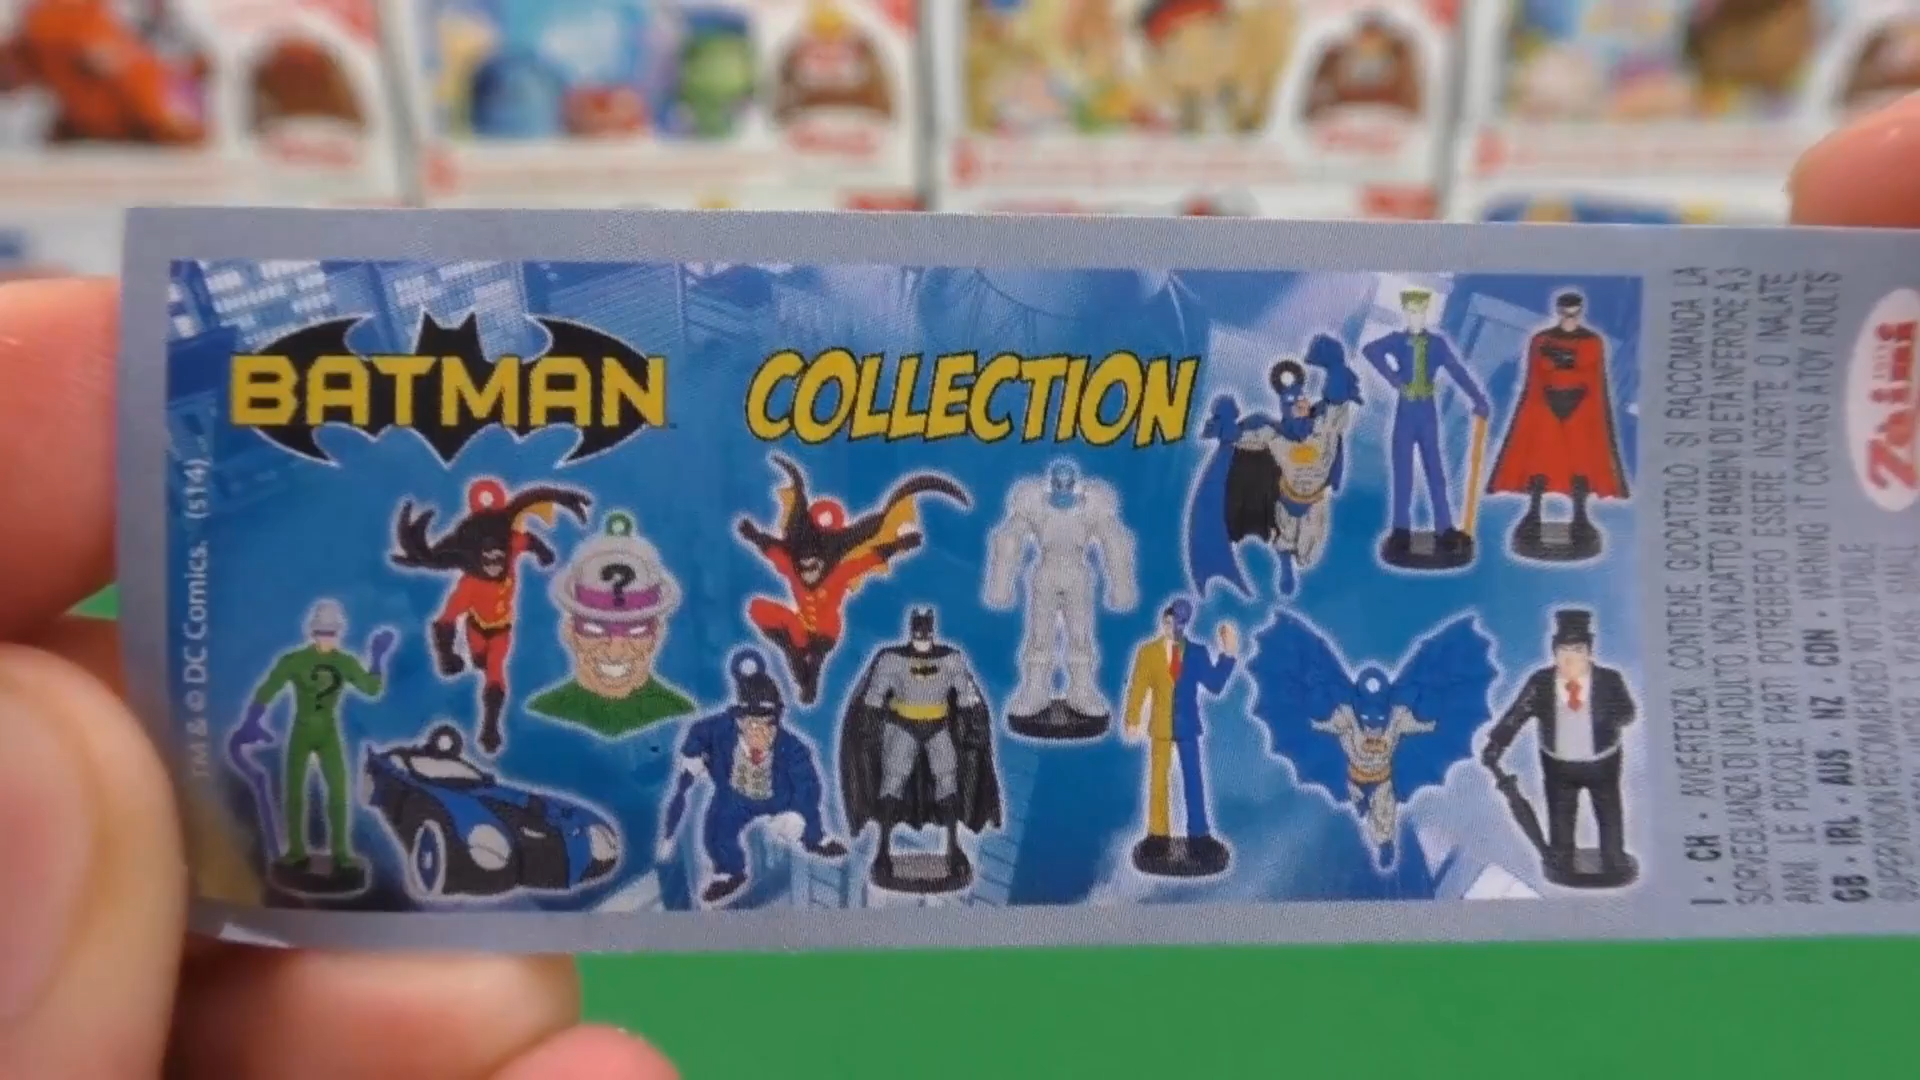 BATMAN COLLECTION
TM & © DC Comics. (s14)
?
?
I • CH • AVVERTENZA CONTIENE GIOCATTOLO SI RACCOMANDA LA
SORVEGLIANZA DI UN ADULTO NON ADATTO AI BAMBINI DI ETÀ INFERIORE A 3
ANNI LE PICCOLE PARTI POTREBBERO ESSERE INGERITE O INALATE
GB • IRL • AUS • NZ • CDN • WARNING IT CONTAINS A TOY ADULTS
SUPERVISION RECOMMENDED NOT SUITABLE
Zaini